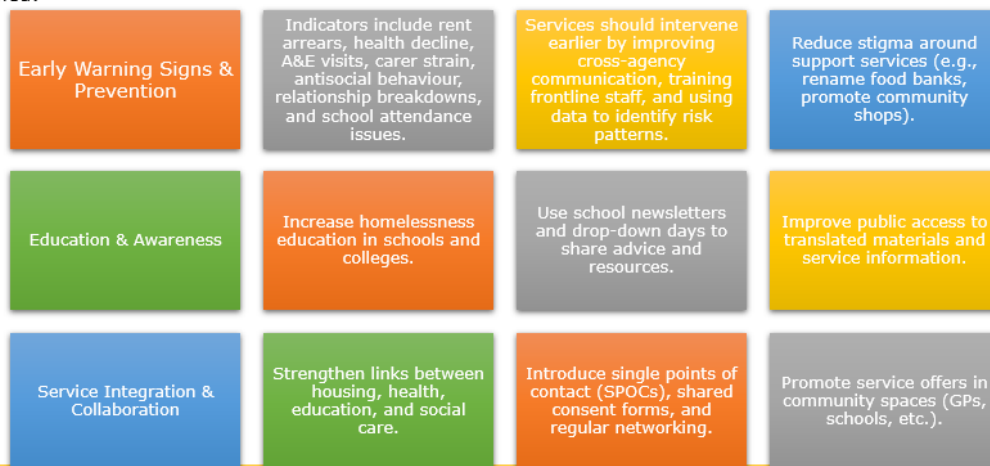 Early Warning Signs &
Prevention
Indicators include rent
arrears, health decline,
A&E visits, carer strain,
antisocial behaviour,
relationship breakdowns,
and school attendance
issues.
Services should intervene
earlier by improving
cross-agency
communication, training
frontline staff, and using
data to identify risk
patterns.
Reduce stigma around
support services (e.g.,
rename food banks,
promote community
shops).
Education & Awareness
Increase homelessness
education in schools and
colleges.
Use school newsletters
and drop-down days to
share advice and
resources.
Improve public access to
translated materials and
service information.
Service Integration &
Collaboration
Strengthen links between
housing, health,
education, and social
care.
Introduce single points of
contact (SPOCs), shared
consent forms, and
regular networking.
Promote service offers in
community spaces (GPs,
schools, etc.).